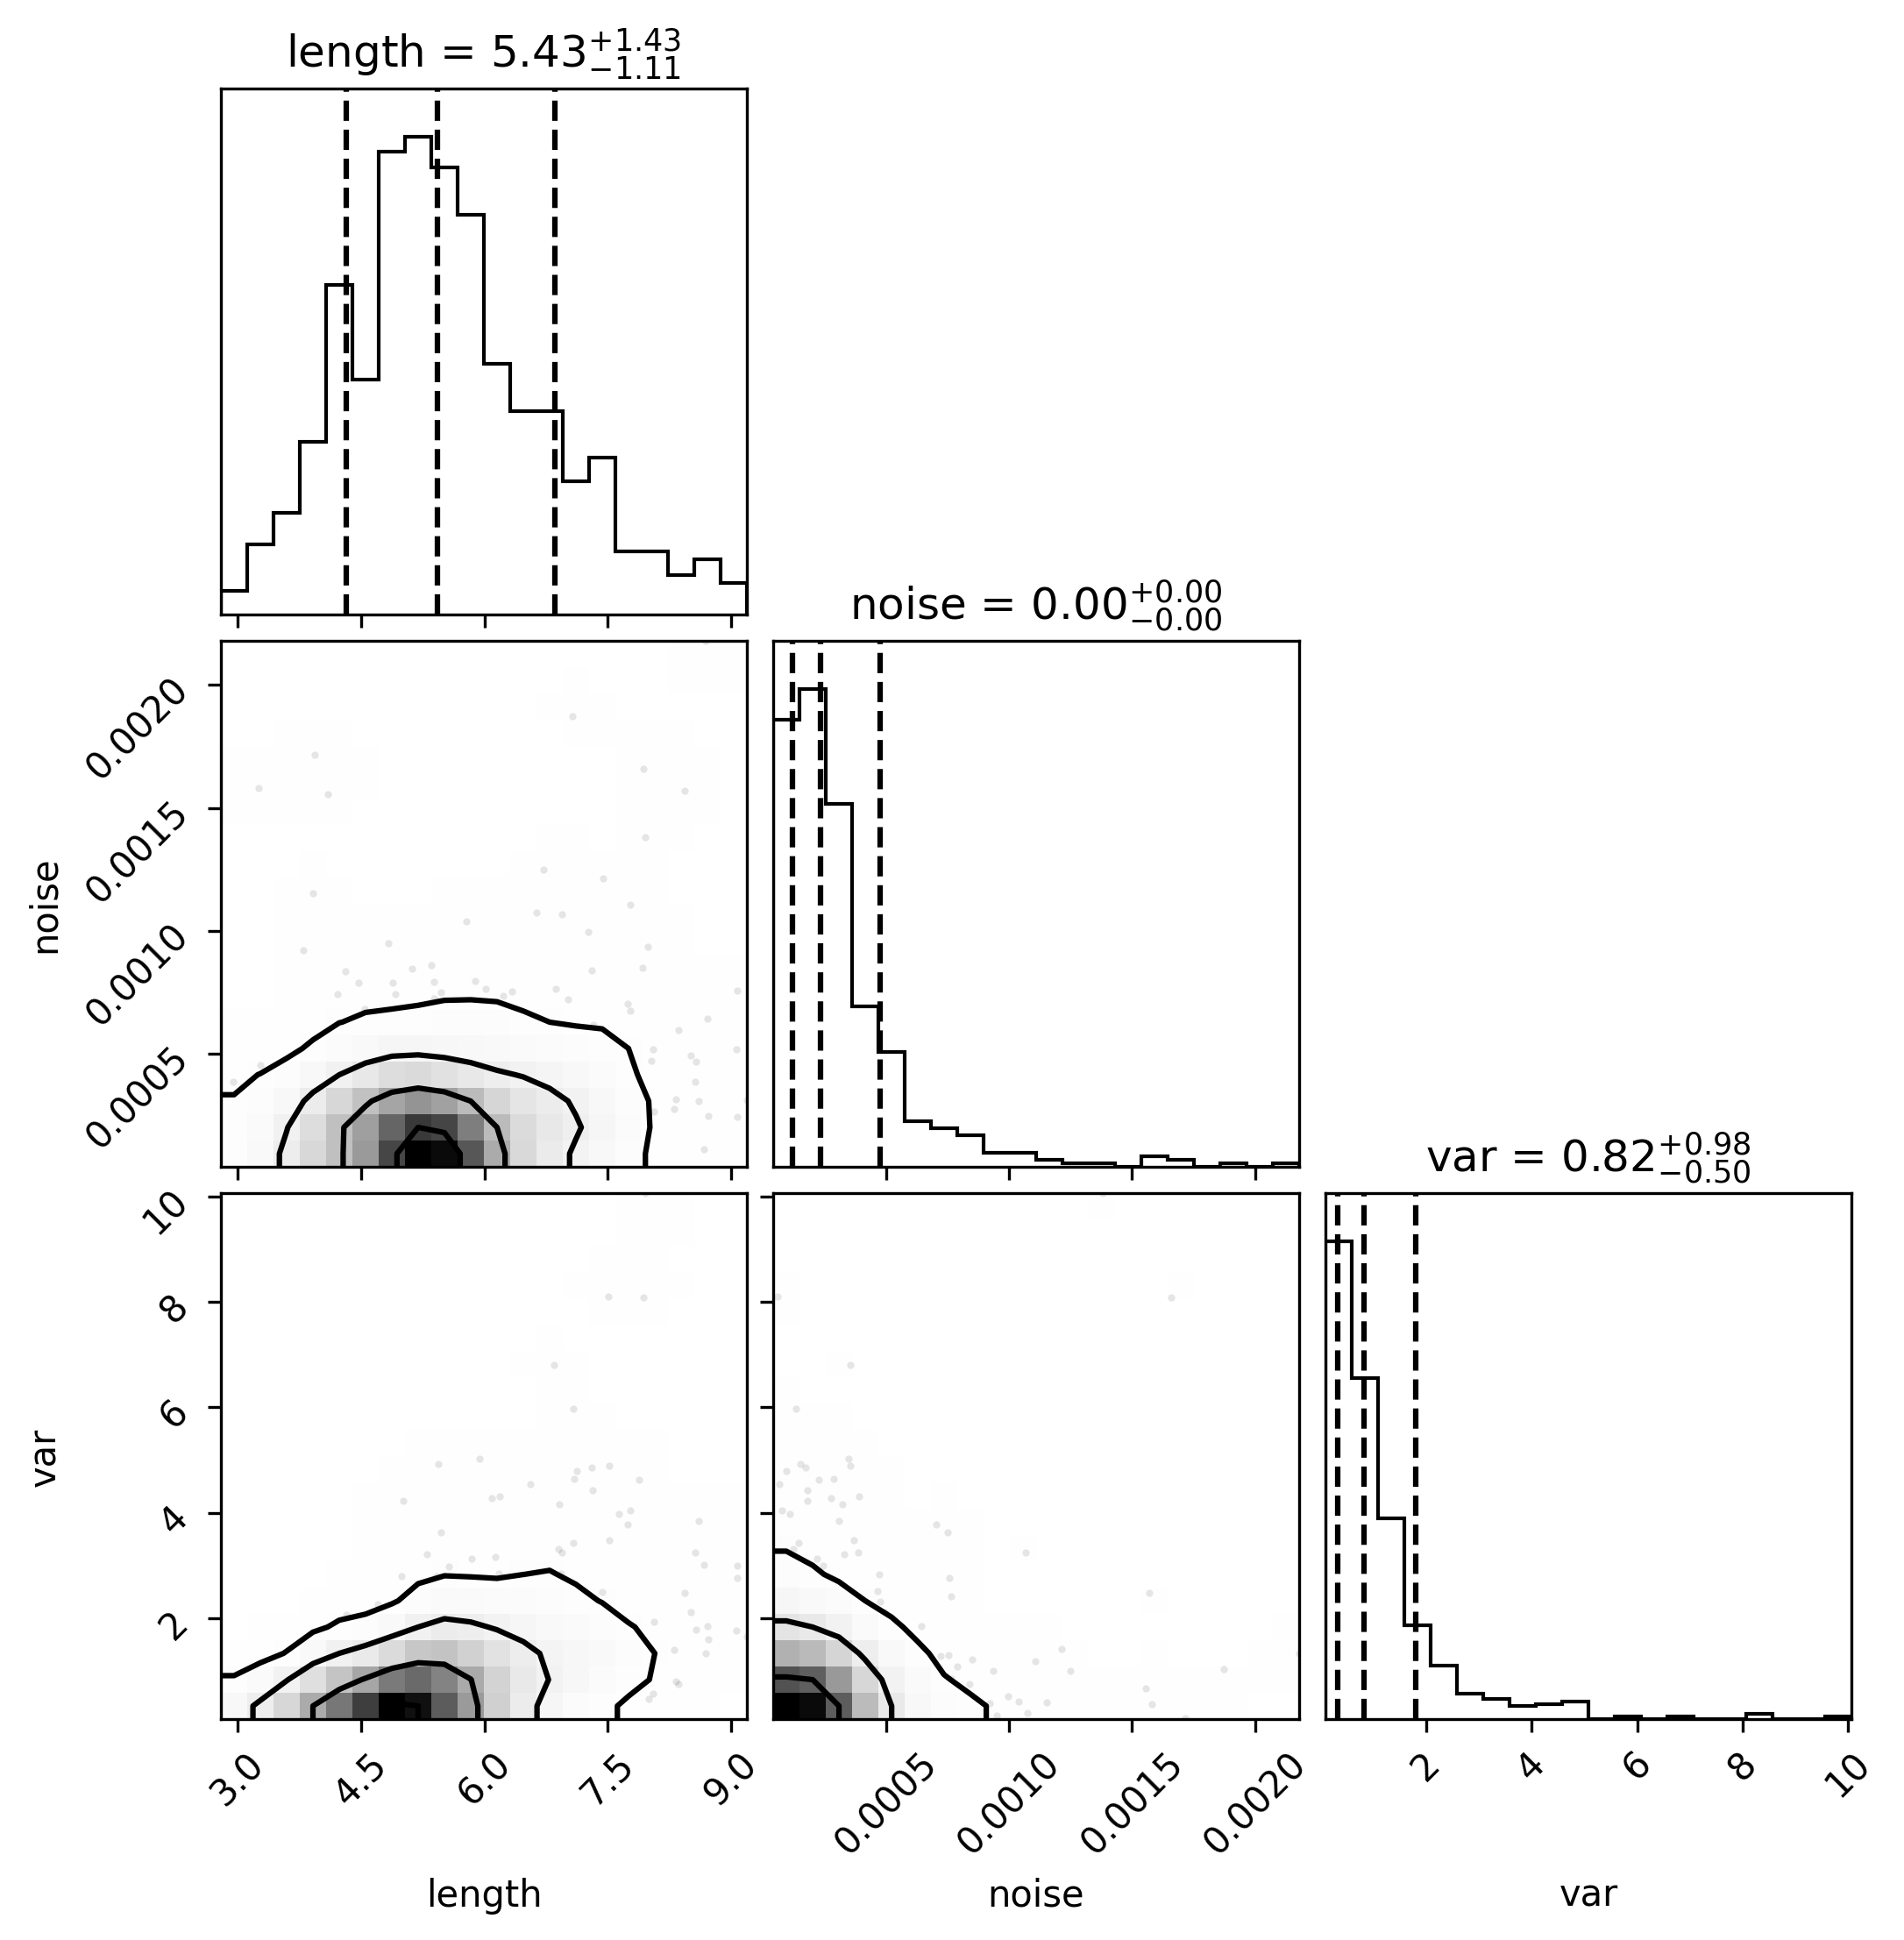 length = 5.43+1.43−1.11
noise = 0.00+0.00−0.00
0.0020
0.0015
0.0010
0.0005
noise
var = 0.82+0.98−0.50
10
8
6
4
2
var
3.0 4.5 6.0 7.5 9.0 0.0005 0.0010 0.0015 0.0020 2 4 6 8 10
length noise var